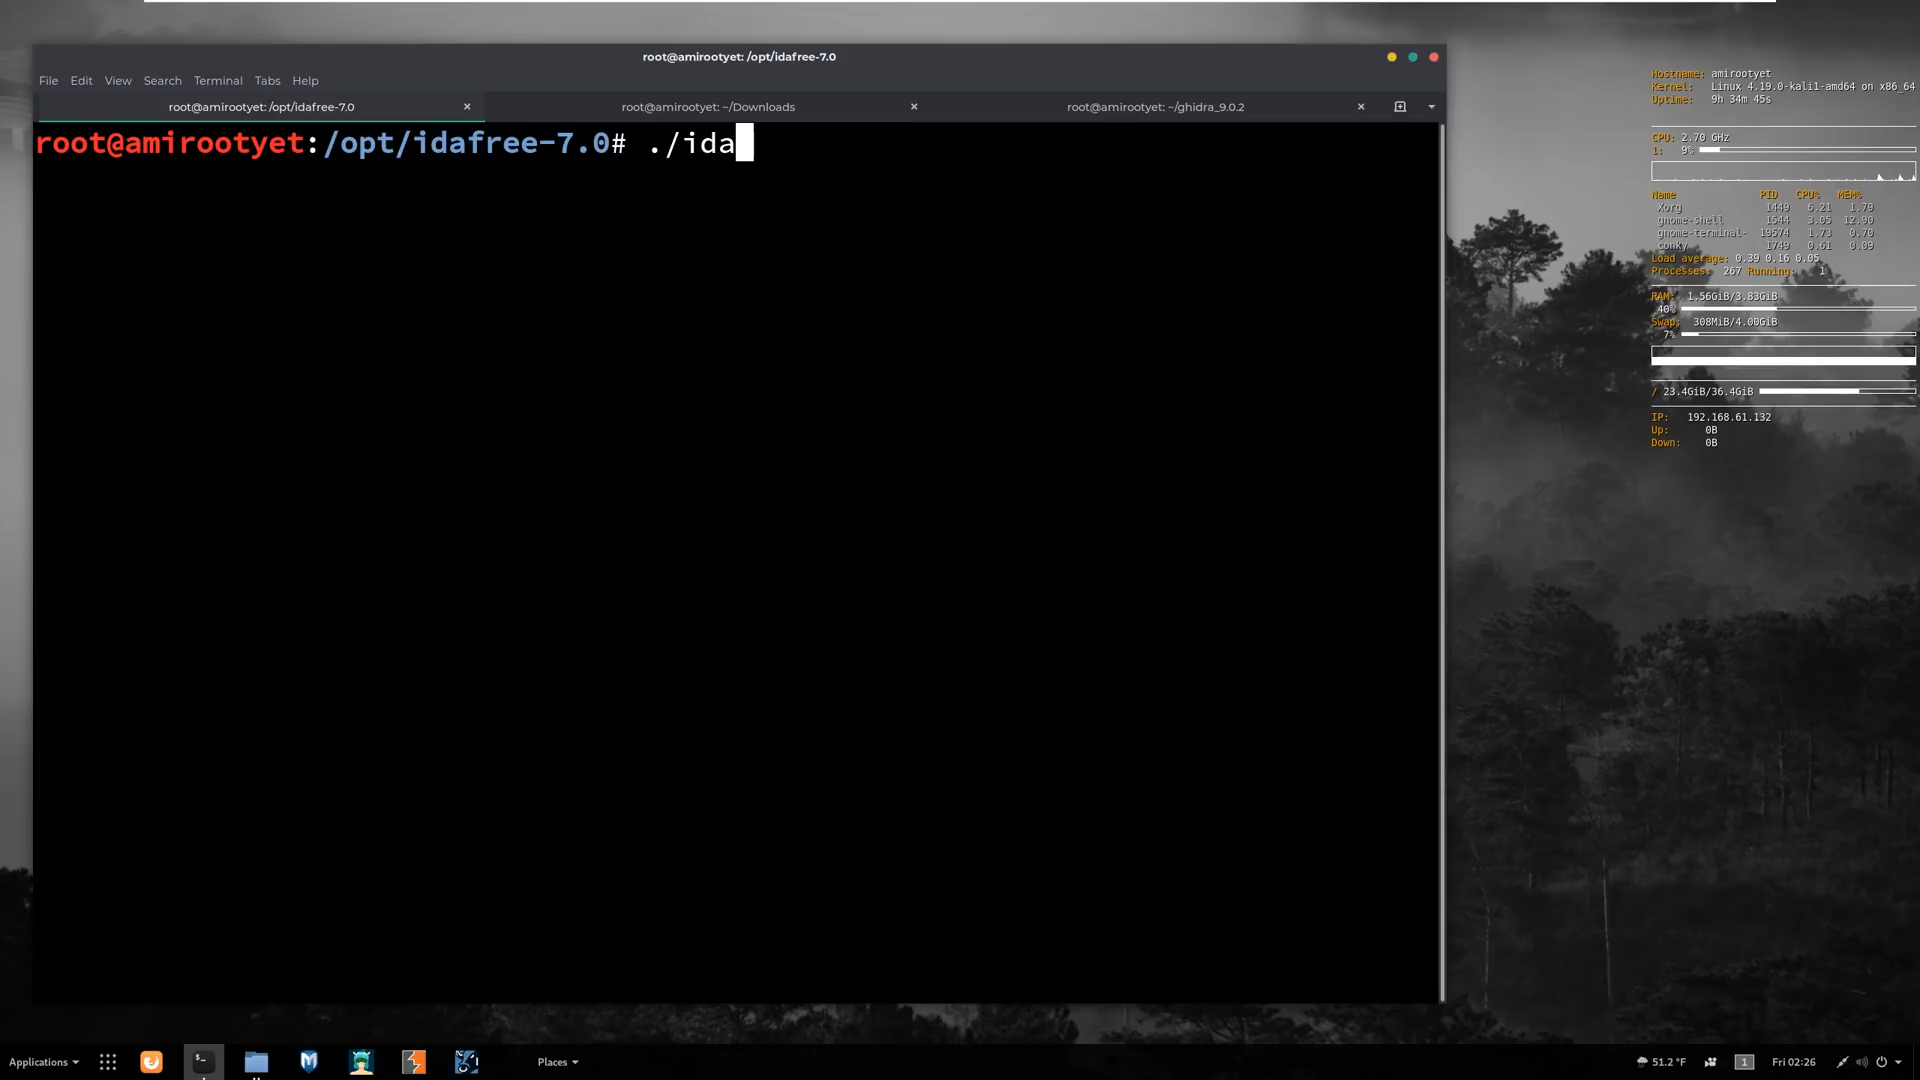 root@amirootyet: /opt/idafree-7.0
File Edit View Search Terminal Tabs Help
root@amirootyet: /opt/idafree-7.0 × root@amirootyet: ~/Downloads × root@amirootyet: ~/ghidra_9.0.2 ×
root@amirootyet:/opt/idafree-7.0# ./ida
Hostname: amirootyet
Kernel: Linux 4.19.0-kali1-amd64 on x86_64
Uptime: 9h 34m 45s
CPU: 2.70 GHz
1: 9%
Name PID CPU% MEM%
Xorg 1449 6.21 1.79
gnome-shell 1544 3.05 12.90
gnome-terminal- 19574 1.73 0.70
conky 1749 0.61 0.09
Load average: 0.39 0.16 0.05
Processes: 267 Running: 1
RAM: 1.56GiB/3.83GiB
40%
Swap: 308MiB/4.00GiB
7%
/ 23.4GiB/36.4GiB
IP: 192.168.61.132
Up: 0B
Down: 0B
Applications Places 51.2 °F 1 Fri 02:26